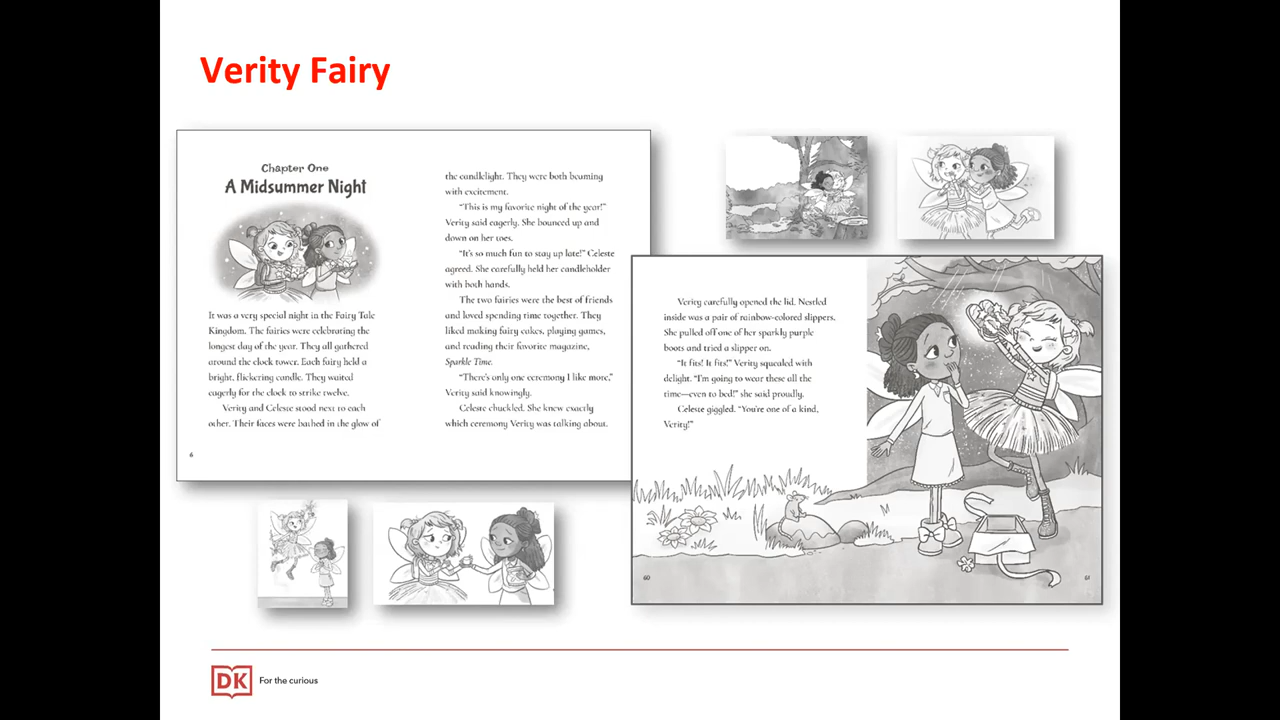 Verity Fairy
Chapter One
A Midsummer Night
It was a very special night in the Fairy Tale
Kingdom. The fairies were celebrating the
longest day of the year. They all gathered
around the clock tower. Each fairy held a
bright, flickering candle. They waited
eagerly for the clock to strike twelve.
Verity and Celeste stood next to each
other. Their faces were bathed in the glow of
6
the candlelight. They were both beaming
with excitement.
“This is my favorite night of the year!”
Verity said eagerly. She bounced up and
down on her toes.
“It’s so much fun to stay up late!” Celeste
agreed. She carefully held her candleholder
with both hands.
The two fairies were the best of friends
and loved spending time together. They
liked making fairy cakes, playing games,
and reading their favorite magazine,
Sparkle Time.
“There’s only one ceremony I like more,”
Verity said knowingly.
Celeste chuckled. She knew exactly
which ceremony Verity was talking about.
Verity carefully opened the lid. Nestled
inside was a pair of rainbow-colored slippers.
She pulled off one of her sparkly purple
boots and tried a slipper on.
“It fits! It fits!” Verity squealed with
delight. “I’m going to wear these all the
time—even to bed!” she said proudly.
Celeste giggled. “You’re one of a kind,
Verity!”
60
61
DK
For the curious